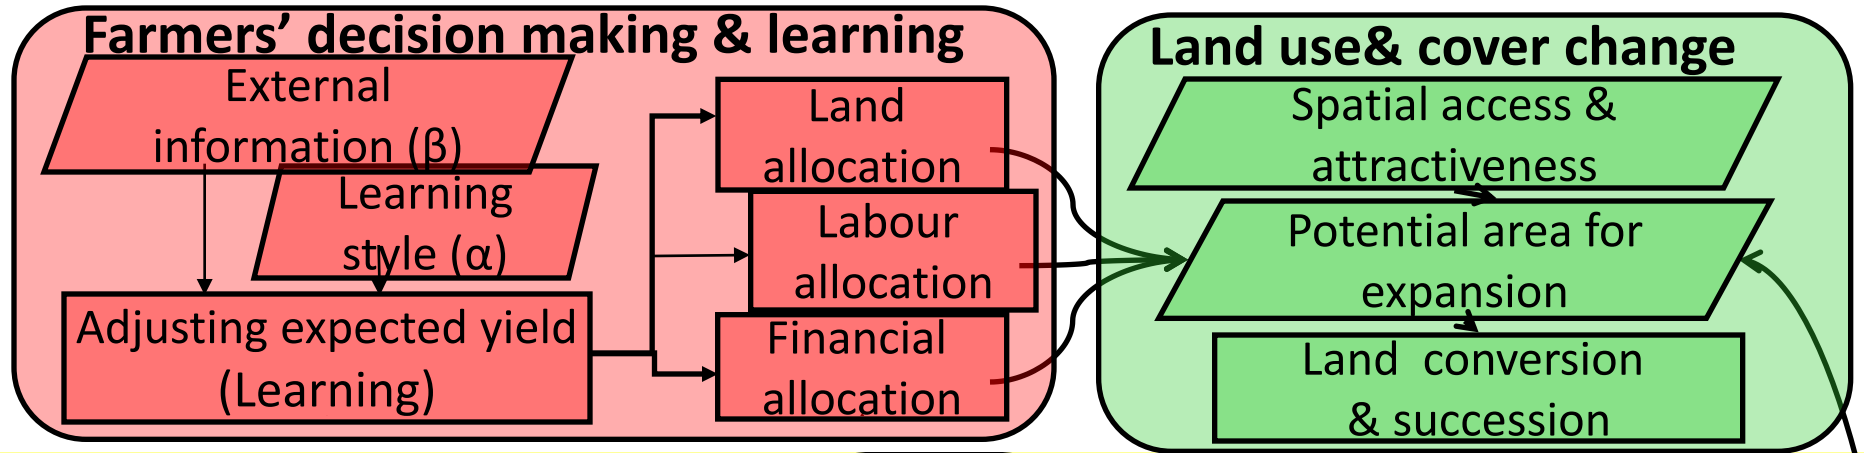 Farmers’ decision making & learning
External
information (β)
Learning
style (α)
Adjusting expected yield
(Learning)
Land
allocation
Labour
allocation
Financial
allocation
Land use& cover change
Spatial access &
attractiveness
Potential area for
expansion
Land conversion
& succession